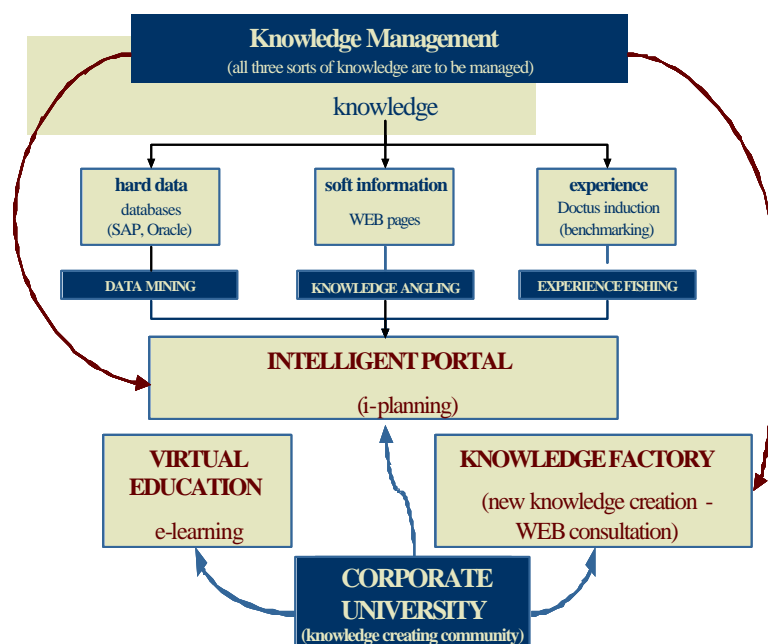 Knowledge Management
(all three sorts of knowledge are to be managed)
knowledge
hard data
databases
(SAP, Oracle)
soft information
WEB pages
experience
Doctus induction
(benchmarking)
DATA MINING
KNOWLEDGE ANGLING
EXPERIENCE FISHING
INTELLIGENT PORTAL
(i-planning)
VIRTUAL
EDUCATION
e-learning
KNOWLEDGE FACTORY
(new knowledge creation -
WEB consultation)
CORPORATE
UNIVERSITY
(knowledge creating community)